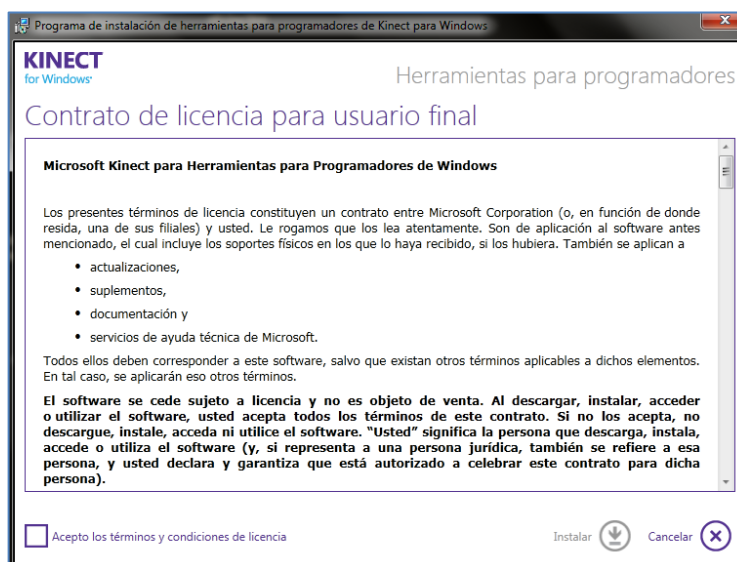 Programa de instalación de herramientas para programadores de Kinect para Windows
KINECT
for Windows
Herramientas para programadores
Contrato de licencia para usuario final
Microsoft Kinect para Herramientas para Programadores de Windows
Los presentes términos de licencia constituyen un contrato entre Microsoft Corporation (o, en función de donde
resida, una de sus filiales) y usted. Le rogamos que los lea atentamente. Son de aplicación al software antes
mencionado, el cual incluye los soportes físicos en los que lo haya recibido, si los hubiera. También se aplican a
• actualizaciones,
• suplementos,
• documentación y
• servicios de ayuda técnica de Microsoft.
Todos ellos deben corresponder a este software, salvo que existan otros términos aplicables a dichos elementos.
En tal caso, se aplicarán eso otros términos.
El software se cede sujeto a licencia y no es objeto de venta. Al descargar, instalar, acceder
o utilizar el software, usted acepta todos los términos de este contrato. Si no los acepta, no
descargue, instale, acceda ni utilice el software. “Usted” significa la persona que descarga, instala,
accede o utiliza el software (y, si representa a una persona jurídica, también se refiere a esa
persona, y usted declara y garantiza que está autorizado a celebrar este contrato para dicha
persona).
Acepto los términos y condiciones de licencia
Instalar
Cancelar